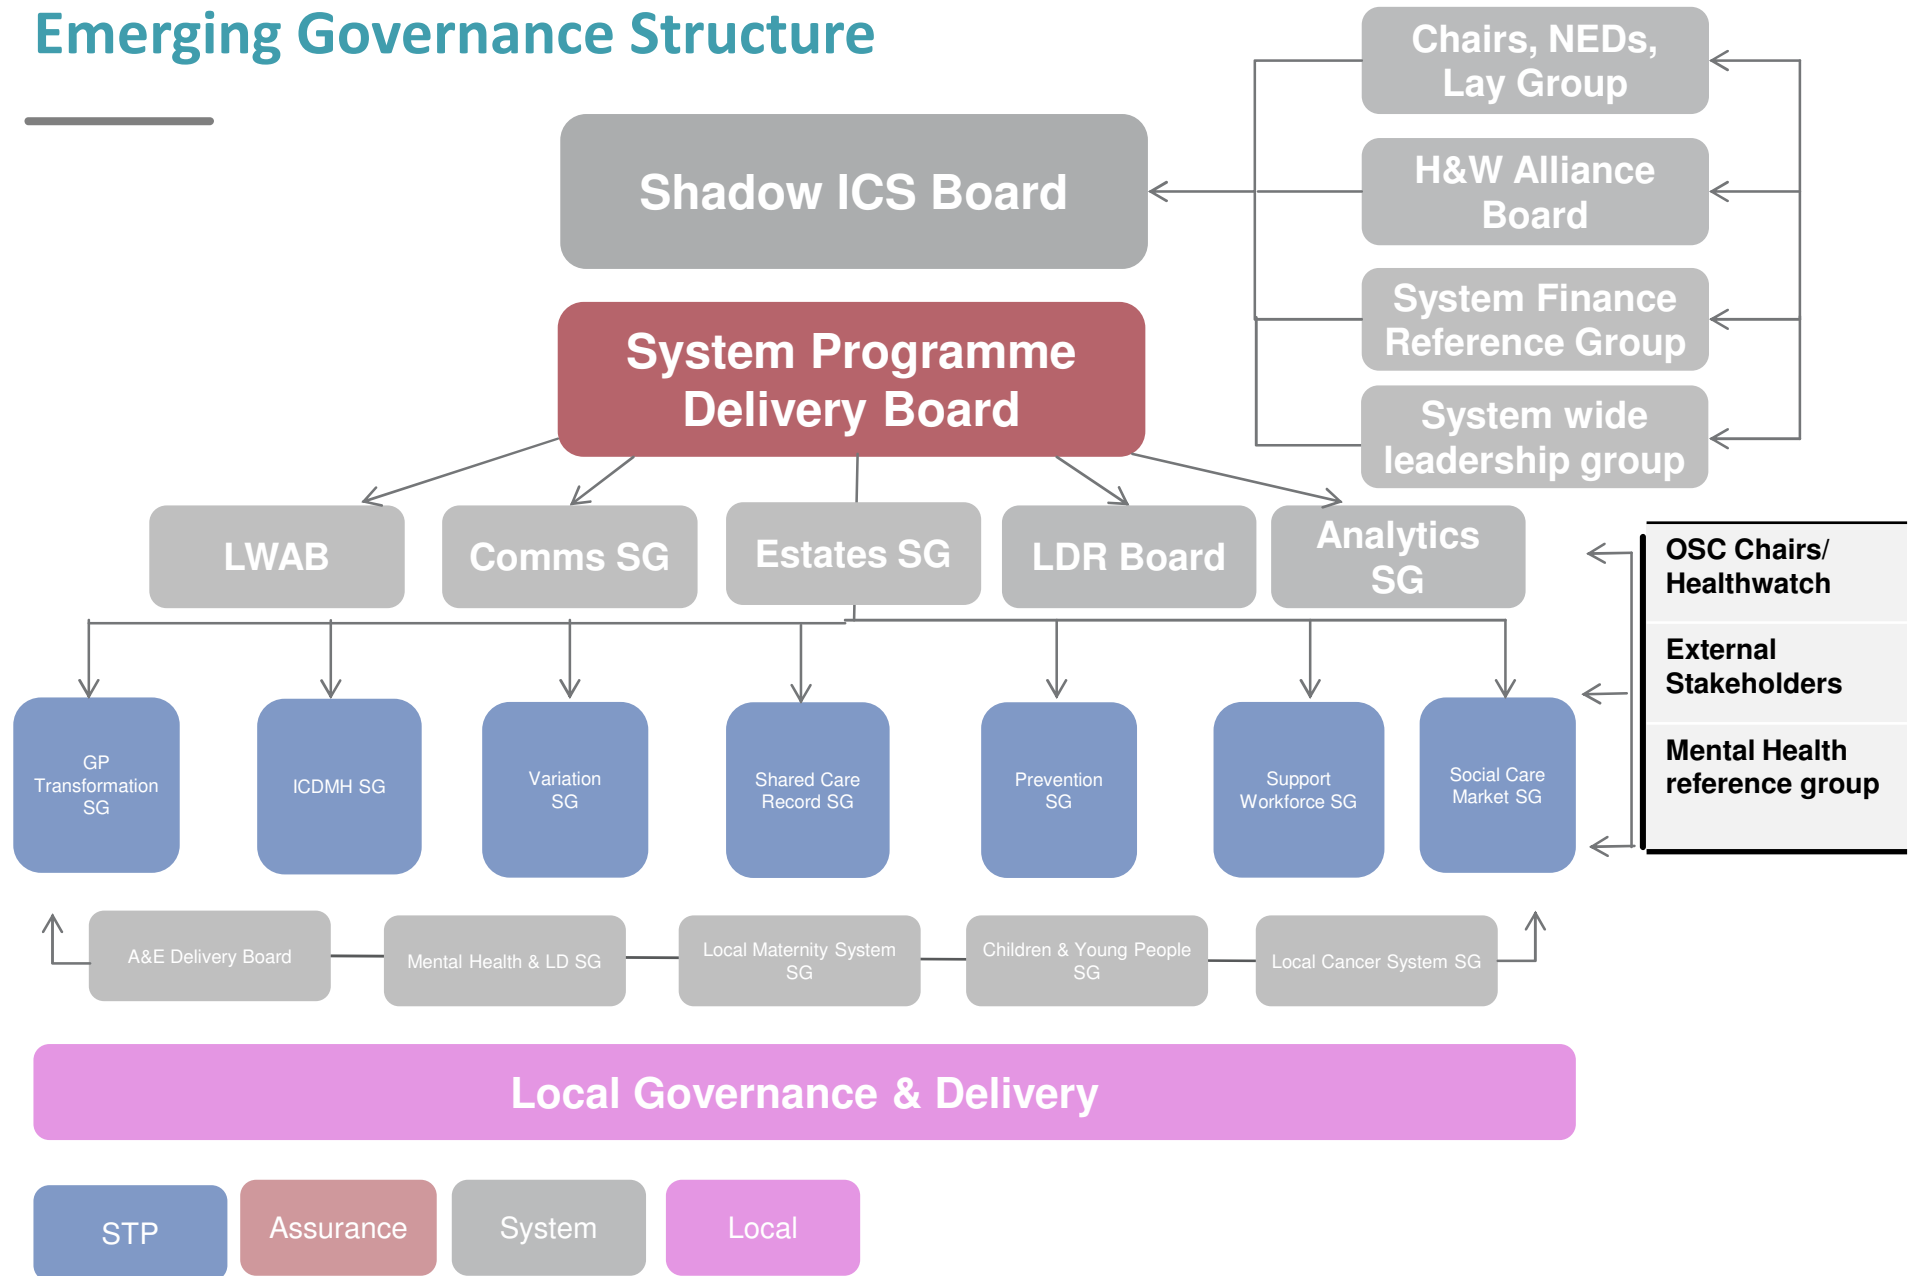 Emerging Governance Structure
Chairs, NEDs,
Lay Group
Shadow ICS Board
H&W Alliance
Board
System Finance
Reference Group
System Programme
Delivery Board
System wide
leadership group
LWAB
Comms SG
Estates SG
LDR Board
Analytics
SG
OSC Chairs/
Healthwatch
External
Stakeholders
Mental Health
reference group
GP
Transformation
SG
ICDMH SG
Variation
SG
Shared Care
Record SG
Prevention
SG
Support
Workforce SG
Social Care
Market SG
A&E Delivery Board
Mental Health & LD SG
Local Maternity System
SG
Children & Young People
SG
Local Cancer System SG
Local Governance & Delivery
STP
Assurance
System
Local